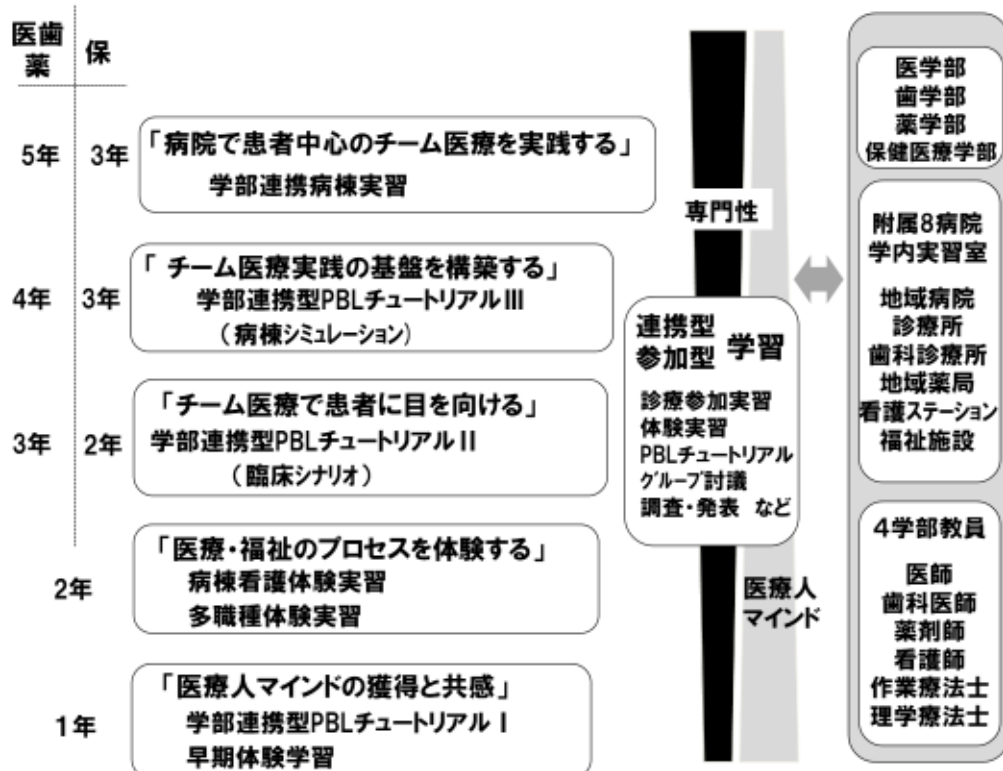 医歯薬
保
5年
3年
「病院で患者中心のチーム医療を実践する」
学部連携病棟実習
4年
3年
「 チーム医療実践の基盤を構築する」
学部連携型PBLチュートリアルⅢ
（病棟シミュレーション）
3年
2年
「チーム医療で患者に目を向ける」
学部連携型PBLチュートリアルⅡ
（臨床シナリオ）
2年
「医療・福祉のプロセスを体験する」
病棟看護体験実習
多職種体験実習
1年
「医療人マインドの獲得と共感」
学部連携型PBLチュートリアルⅠ
早期体験学習
専門性
連携型
参加型
学習
診療参加実習
体験実習
PBLチュートリアル
グループ討議
調査・発表 など
医療人
マインド
医学部
歯学部
薬学部
保健医療学部
附属8病院
学内実習室
地域病院
診療所
歯科診療所
地域薬局
看護ステーション
福祉施設
4学部教員
医師
歯科医師
薬剤師
看護師
作業療法士
理学療法士